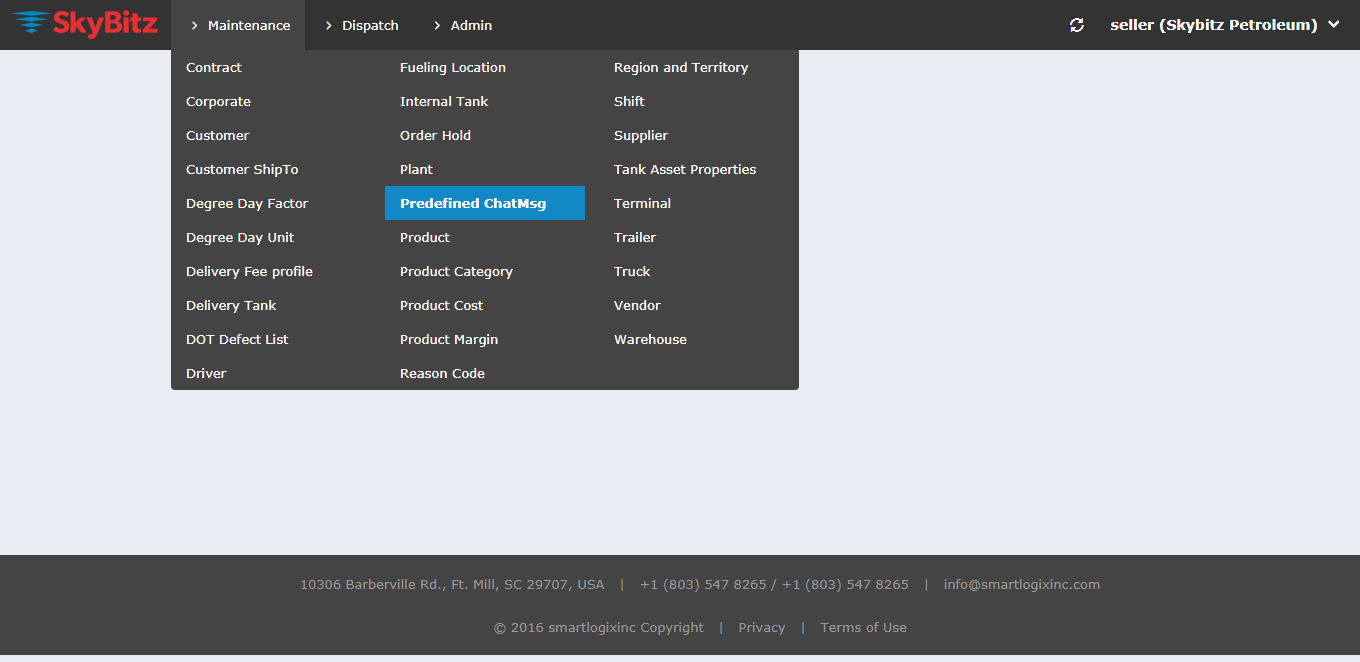 SkyBitz Maintenance Dispatch Admin seller (Skybitz Petroleum)
Contract Fueling Location Region and Territory
Corporate Internal Tank Shift
Customer Order Hold Supplier
Customer ShipTo Plant Tank Asset Properties
Degree Day Factor Predefined ChatMsg Terminal
Degree Day Unit Product Trailer
Delivery Fee profile Product Category Truck
Delivery Tank Product Cost Vendor
DOT Defect List Product Margin Warehouse
Driver Reason Code
10306 Barberville Rd., Ft. Mill, SC 29707, USA | +1 (803) 547 8265 / +1 (803) 547 8265 | info@smartlogixinc.com
© 2016 smartlogixinc Copyright | Privacy | Terms of Use